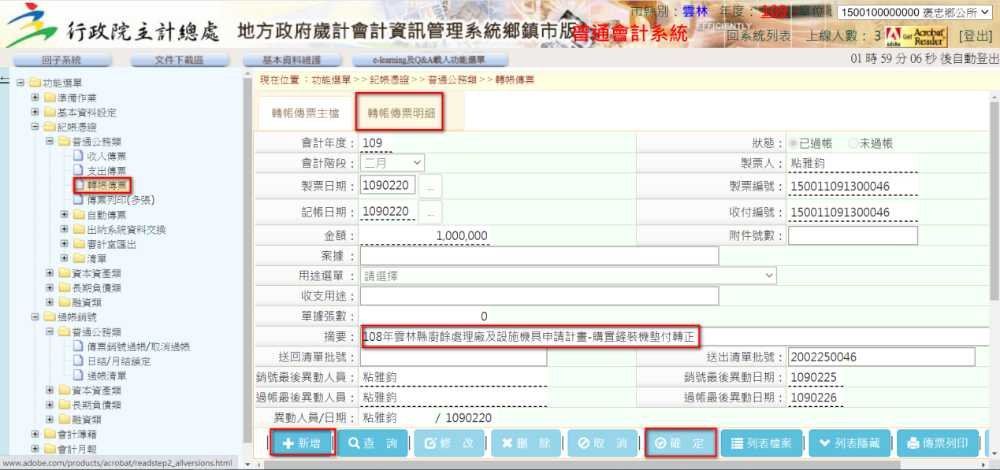 行政院主計總處 地方政府歲計會計資訊管理系統鄉鎮市版 普通會計系統
市縣別：雲林 年度：109 單位：1500100000000 褒忠鄉公所
EFFICIENTLY
回系統列表 上線人數：3 Get Acrobat Reader Adobe [登出]
回子系統 文件下載區 基本資料維護 e-learning及Q&A載入功能選單 01 時 59 分 06 秒 後自動登出
功能選單
準備作業
基本資料設定
記帳憑證
普通公務類
收入傳票
支出傳票
轉帳傳票
傳票列印(多張)
自動傳票
出納系統資料交換
審計室匯出
清單
資本資產類
長期負債類
融資類
過帳銷號
普通公務類
傳票銷號過帳/取消過帳
日結/月結鎖定
過帳清單
資本資產類
長期負債類
融資類
會計簿籍
會計月報
www.adobe.com/products/acrobat/readstep2_allversions.html
現在位置：功能選單>>記帳憑證>>普通公務類>>轉帳傳票
轉帳傳票主檔 轉帳傳票明細
會計年度： 109 狀態： 已過帳 未過帳
會計階段： 二月 製票人： 粘雅鈞
製票日期： 1090220 ... 製票編號： 150011091300046
記帳日期： 1090220 ... 收付編號： 150011091300046
金額： 1,000,000 附件號數：
案據：
用途選單： 請選擇
收支用途：
單據張數： 0
摘要： 108年雲林縣廚餘處理廠及設施機具申請計畫-購置鏟裝機墊付轉正
送回清單批號： 送出清單批號： 2002250046
銷號最後異動人員： 粘雅鈞 銷號最後異動日期： 1090225
過帳最後異動人員： 粘雅鈞 過帳最後異動日期： 1090226
異動人員/日期： 粘雅鈞 / 1090220
新增 查 詢 修 改 刪 除 取 消 確 定 列表檔案 列表隱藏 傳票列印